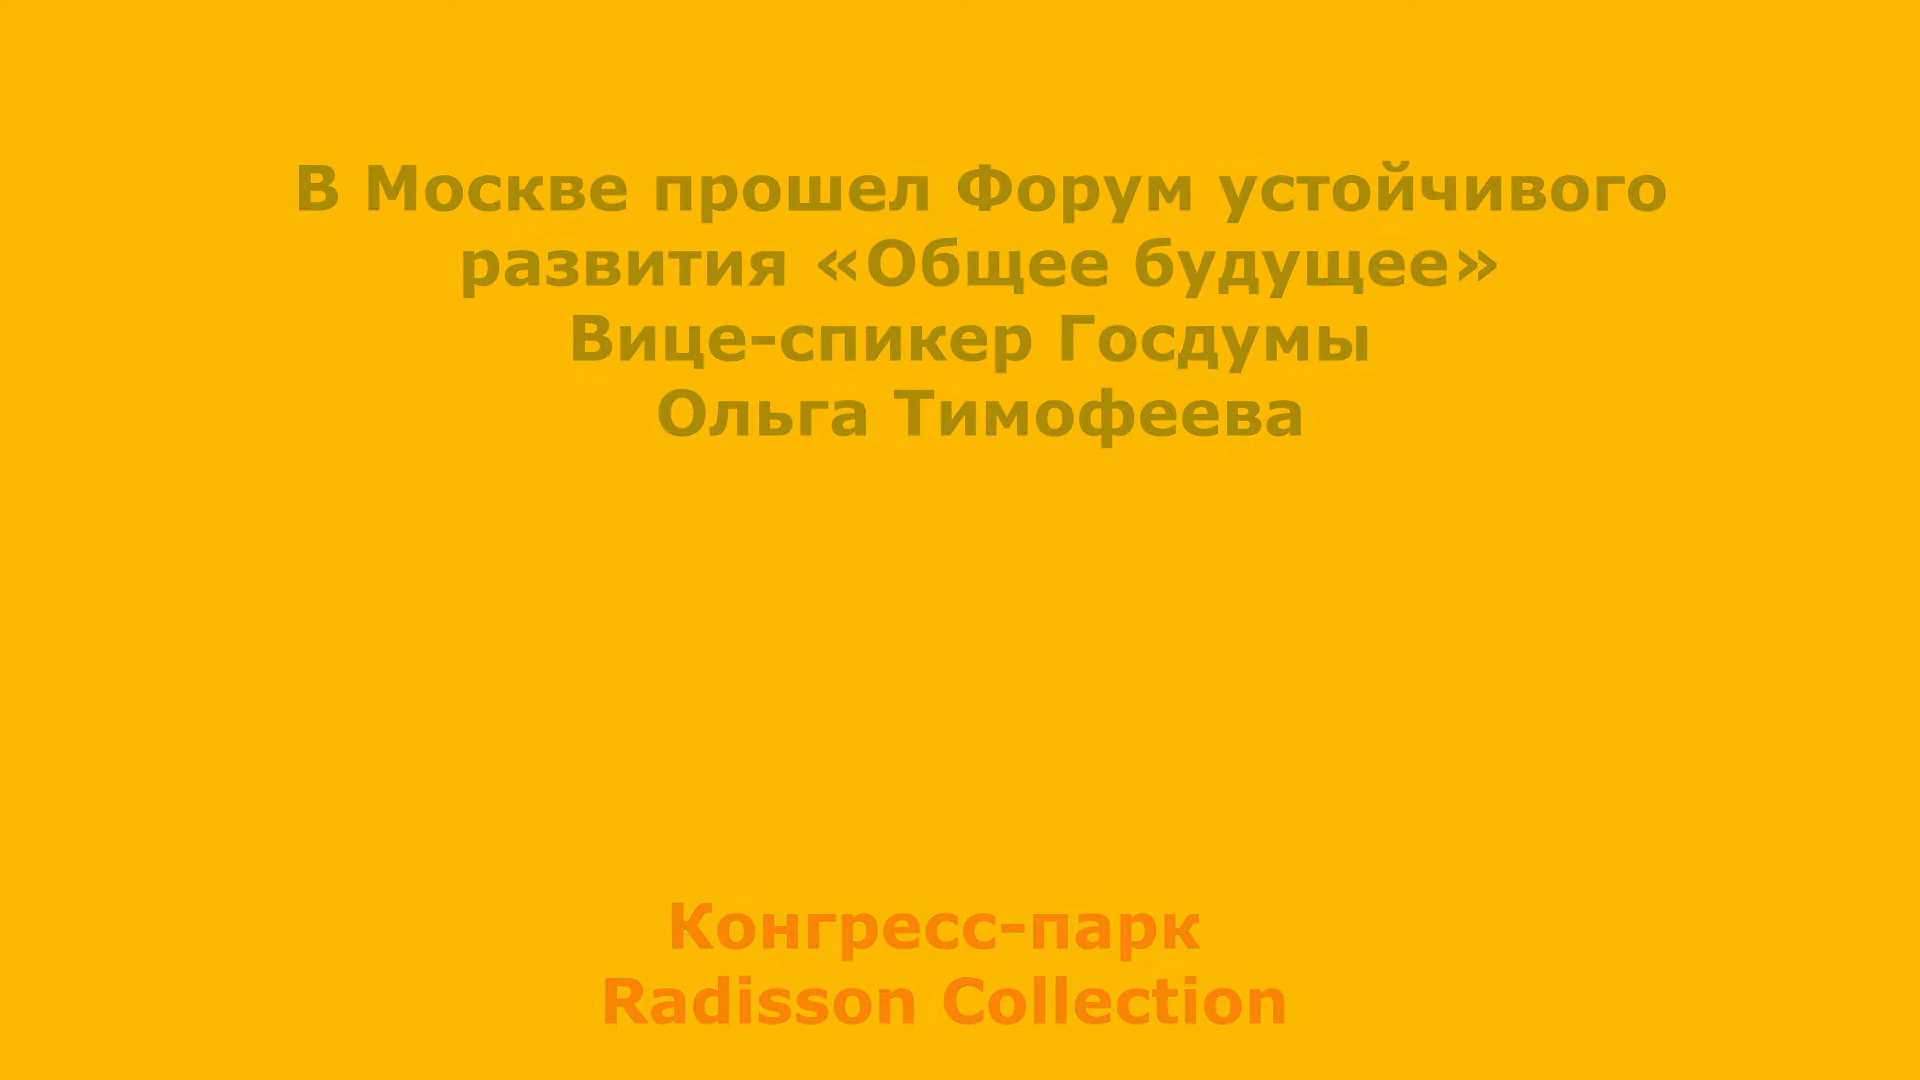 В Москве прошел Форум устойчивого
развития «Общее будущее»
Вице-спикер Госдумы
Ольга Тимофеева
Конгресс-парк
Radisson Collection